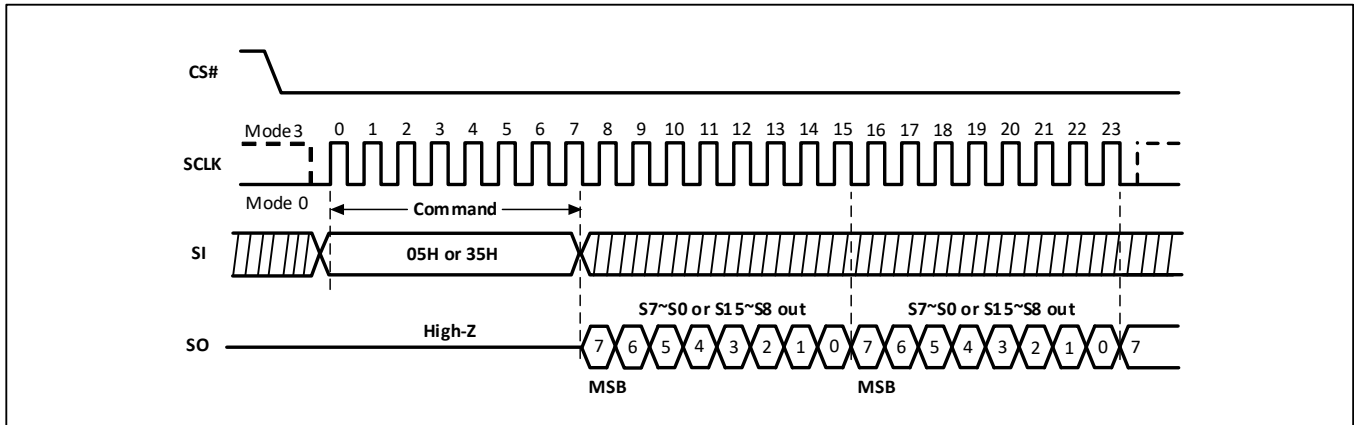 CS#
Mode3 0 1 2 3 4 5 6 7 8 9 10 11 12 13 14 15 16 17 18 19 20 21 22 23
SCLK
Mode 0 Command
SI 05H or 35H
S7~S0 or S15~S8 out S7~S0 or S15~S8 out
High-Z
SO 7 6 5 4 3 2 1 0 7 6 5 4 3 2 1 0 7
MSB MSB